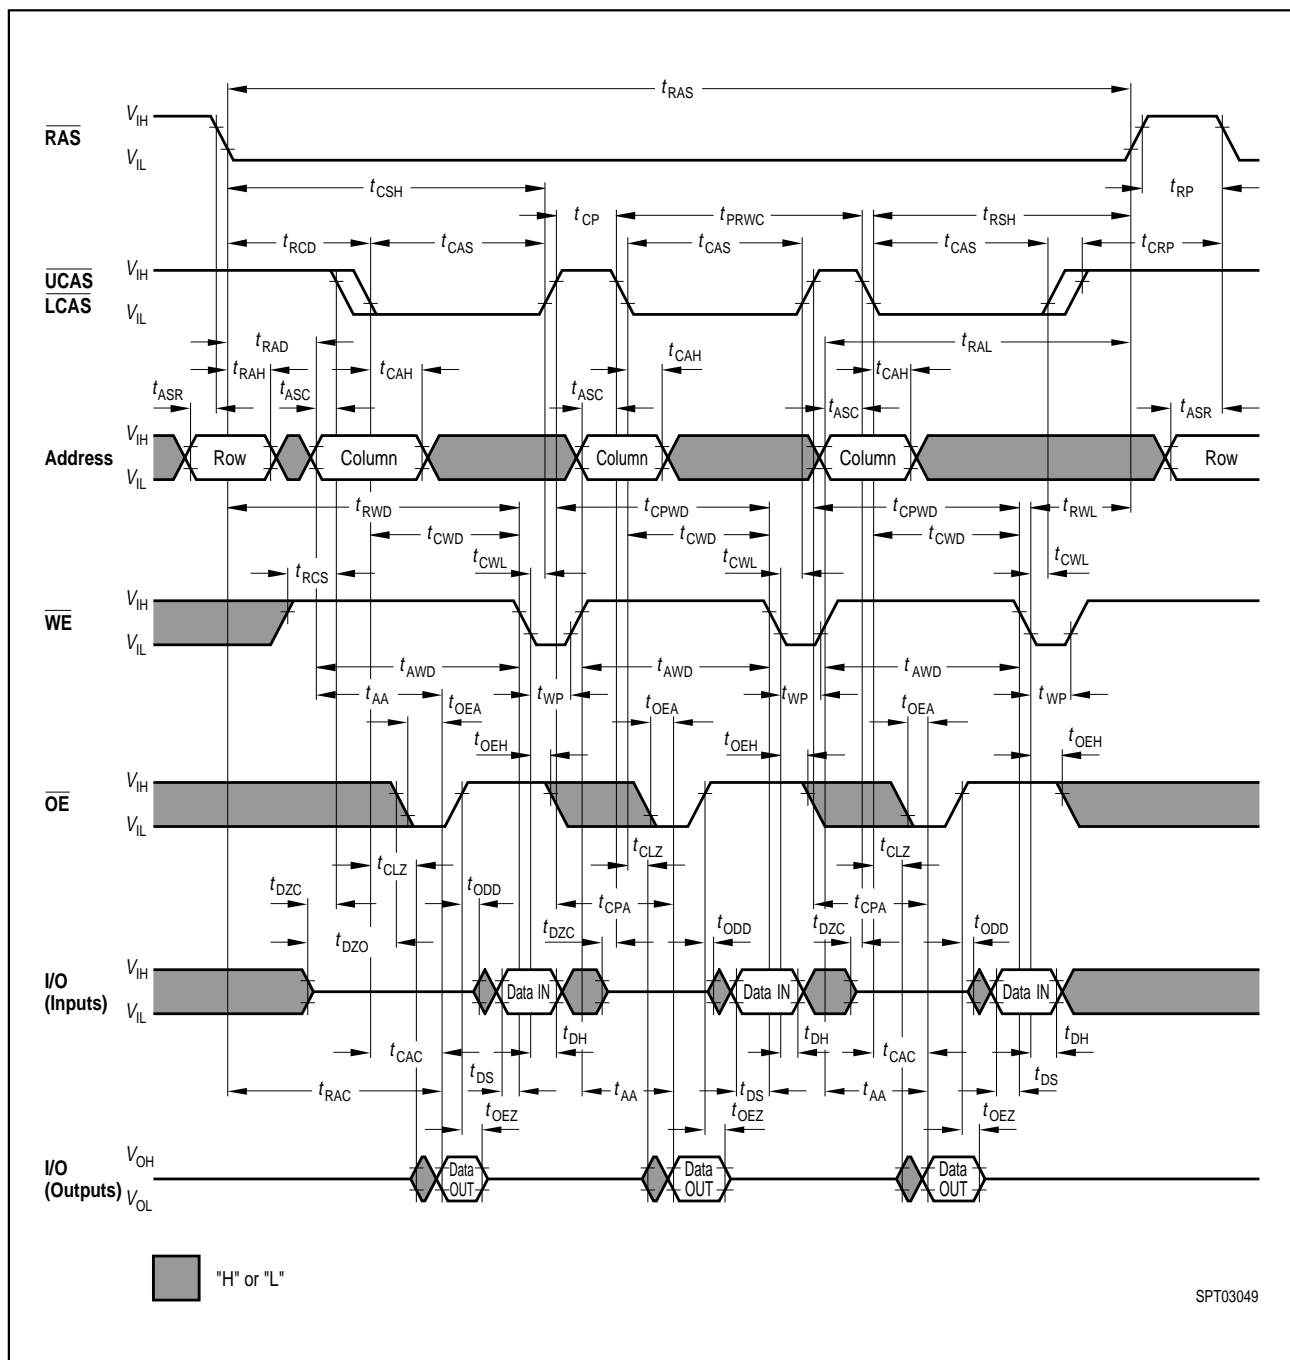 tRAS
VIH
RAS
VIL
tCSH
tRP
tCP
tPRWC
tRSH
tRCD
tCAS
tCAS
tCAS
tCRP
VIH
UCAS
LCAS
VIL
tRAD
tRAL
tRAH
tCAH
tCAH
tCAH
tASR
tASC
tASC
tASC
tASR
VIH
Address
Row
Column
Column
Column
Row
VIL
tRWD
tCPWD
tCPWD
tRWL
tCWD
tCWD
tCWD
tCWL
tCWL
tCWL
tRCS
VIH
WE
VIL
tAWD
tAWD
tAWD
tAA
tWP
tWP
tWP
tOEA
tOEA
tOEA
tOEH
tOEH
tOEH
VIH
OE
VIL
tCLZ
tCLZ
tCLZ
tDZC
tODD
tCPA
tCPA
tDZC
tODD
tDZC
tODD
tDZO
VIH
I/O
(Inputs)
Data IN
Data IN
Data IN
VIL
tDH
tDH
tDH
tCAC
tCAC
tDS
tDS
tDS
tRAC
tAA
tAA
tOEZ
tOEZ
tOEZ
VOH
I/O
(Outputs)
Data
OUT
Data
OUT
Data
OUT
VOL
"H" or "L"
SPT03049